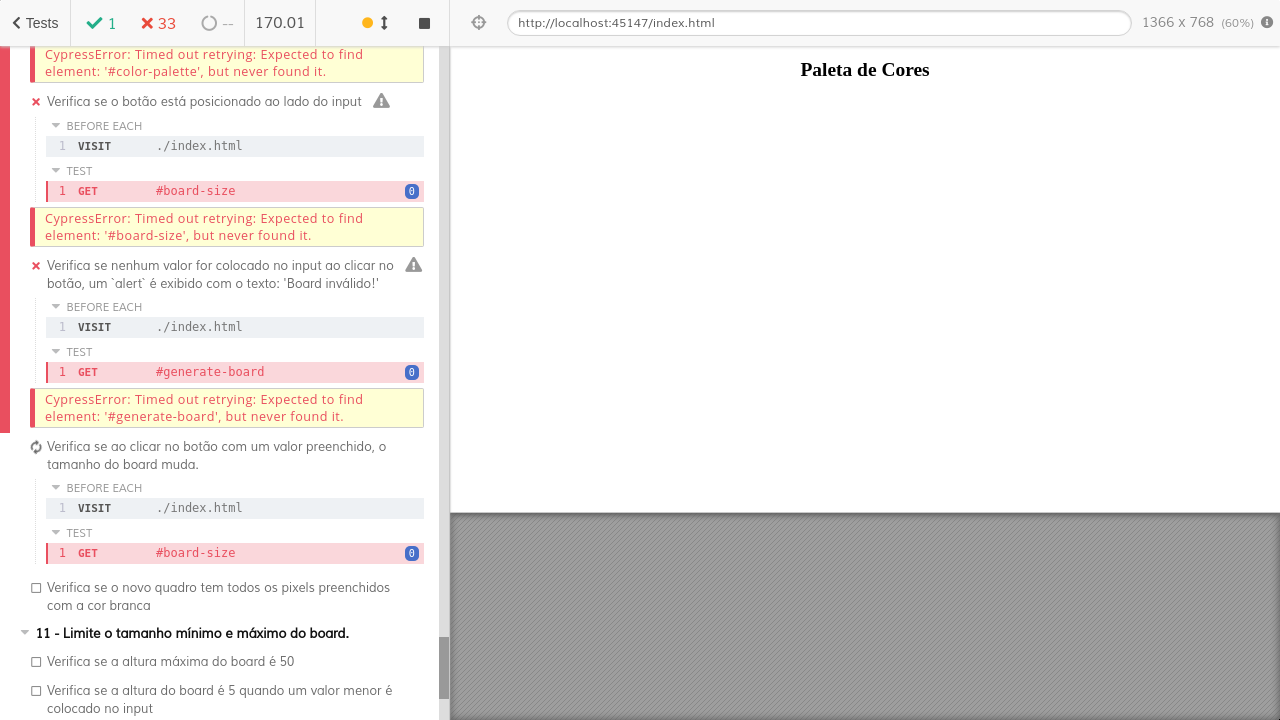 Tests 1 33 -- 170.01 http://localhost:45147/index.html 1366 x 768 (60%)
CypressError: Timed out retrying: Expected to find
element: '#color-palette', but never found it.
Verifica se o botão está posicionado ao lado do input
BEFORE EACH
1 VISIT ./index.html
TEST
1 GET #board-size 0
CypressError: Timed out retrying: Expected to find
element: '#board-size', but never found it.
Verifica se nenhum valor for colocado no input ao clicar no
botão, um `alert` é exibido com o texto: 'Board inválido!'
BEFORE EACH
1 VISIT ./index.html
TEST
1 GET #generate-board 0
CypressError: Timed out retrying: Expected to find
element: '#generate-board', but never found it.
Verifica se ao clicar no botão com um valor preenchido, o
tamanho do board muda.
BEFORE EACH
1 VISIT ./index.html
TEST
1 GET #board-size 0
Verifica se o novo quadro tem todos os pixels preenchidos
com a cor branca
11 - Limite o tamanho mínimo e máximo do board.
Verifica se a altura máxima do board é 50
Verifica se a altura do board é 5 quando um valor menor é
colocado no input
Paleta de Cores